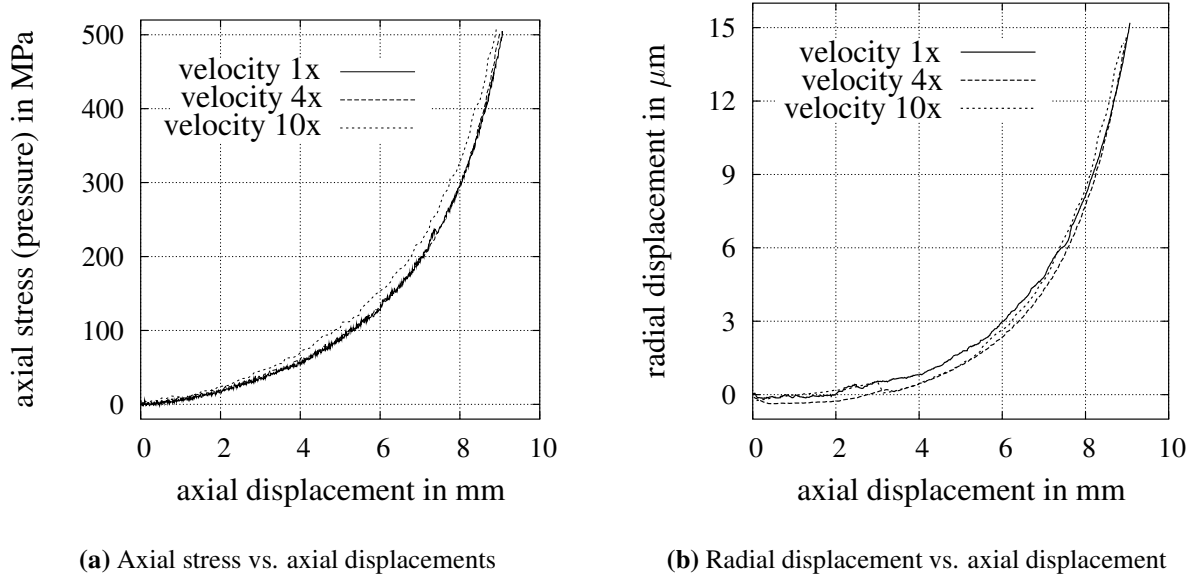 axial stress (pressure) in MPa
500
400
300
200
100
0
velocity 1x
velocity 4x
velocity 10x
0 2 4 6 8 10
axial displacement in mm
(a) Axial stress vs. axial displacements
radial displacement in μm
15
12
9
6
3
0
velocity 1x
velocity 4x
velocity 10x
0 2 4 6 8 10
axial displacement in mm
(b) Radial displacement vs. axial displacement